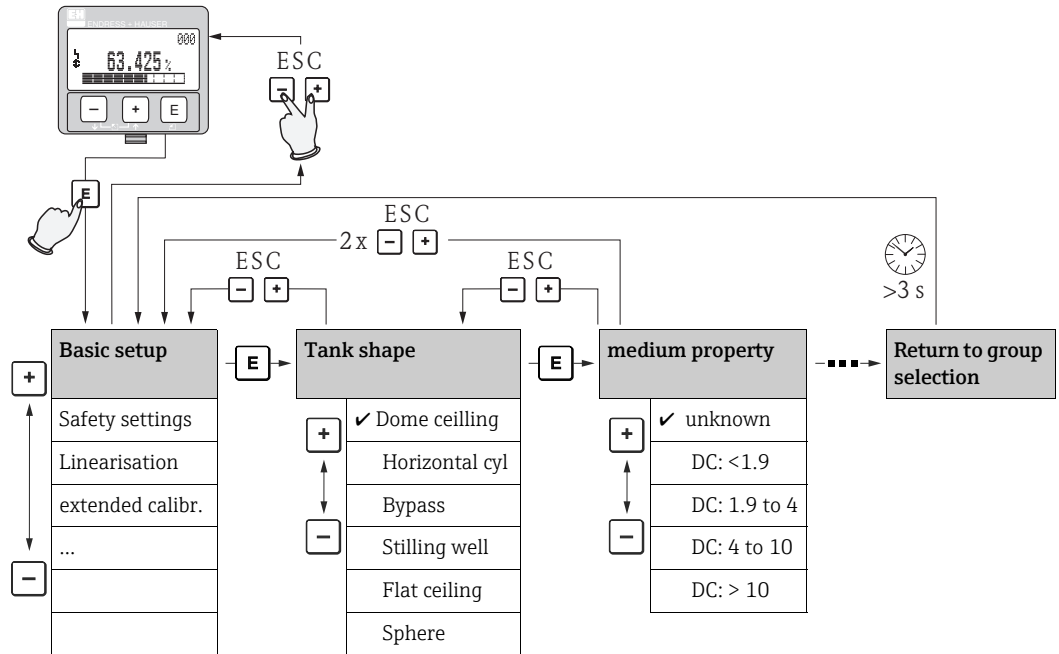 EH
ENDRESS + HAUSER
000
63.425 %
- + E
ESC
- +
E
ESC
2 x - +
ESC
- +
ESC
- +
>3 s
Basic setup
E
Tank shape
E
medium property
Return to group
selection
+
-
Safety settings
Linearisation
extended calibr.
...
+
-
✔ Dome ceilling
Horizontal cyl
Bypass
Stilling well
Flat ceiling
Sphere
+
-
✔ unknown
DC: <1.9
DC: 1.9 to 4
DC: 4 to 10
DC: > 10